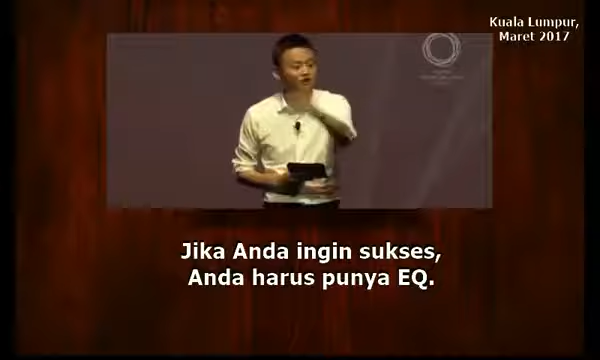 Kuala Lumpur,
Maret 2017
Jika Anda ingin sukses,
Anda harus punya EQ.